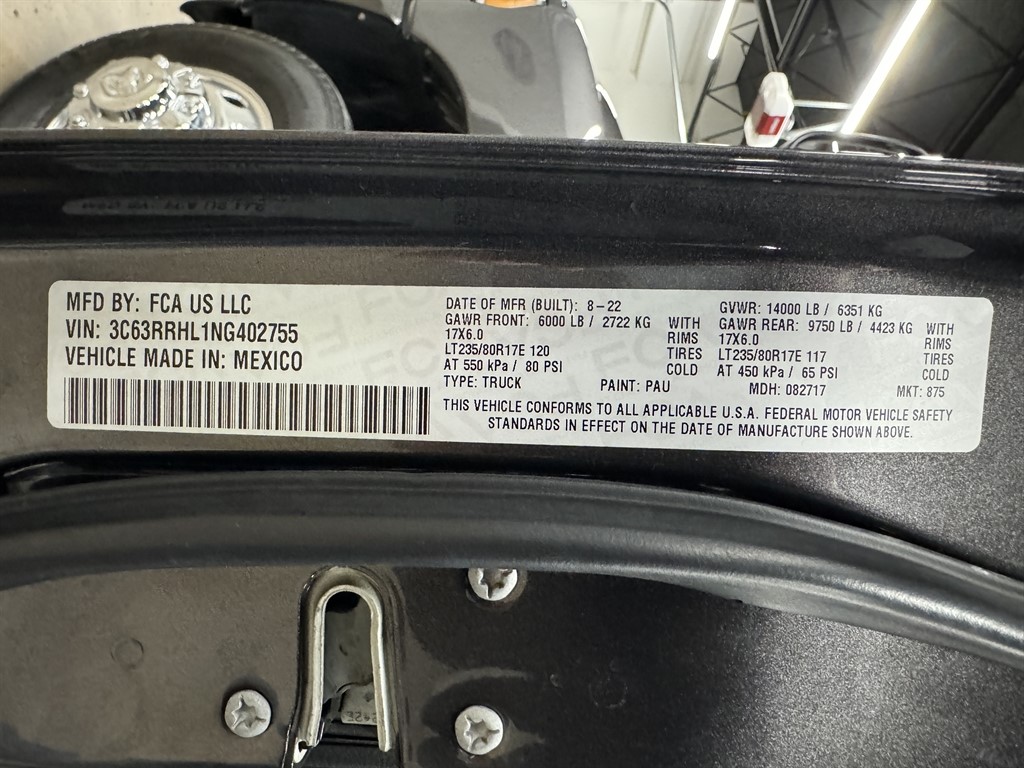 MFD BY: FCA US LLC
VIN: 3C63RRHL1NG402755
VEHICLE MADE IN: MEXICO
DATE OF MFR (BUILT): 8-22
GAWR FRONT: 6000 LB / 2722 KG WITH
17X6.0 RIMS
LT235/80R17E 120 TIRES
AT 550 kPa / 80 PSI COLD
TYPE: TRUCK PAINT: PAU
GVWR: 14000 LB / 6351 KG
GAWR REAR: 9750 LB / 4423 KG WITH
17X6.0 RIMS
LT235/80R17E 117 TIRES
AT 450 kPa / 65 PSI COLD
MDH: 082717 MKT: 875
THIS VEHICLE CONFORMS TO ALL APPLICABLE U.S.A. FEDERAL MOTOR VEHICLE SAFETY
STANDARDS IN EFFECT ON THE DATE OF MANUFACTURE SHOWN ABOVE.